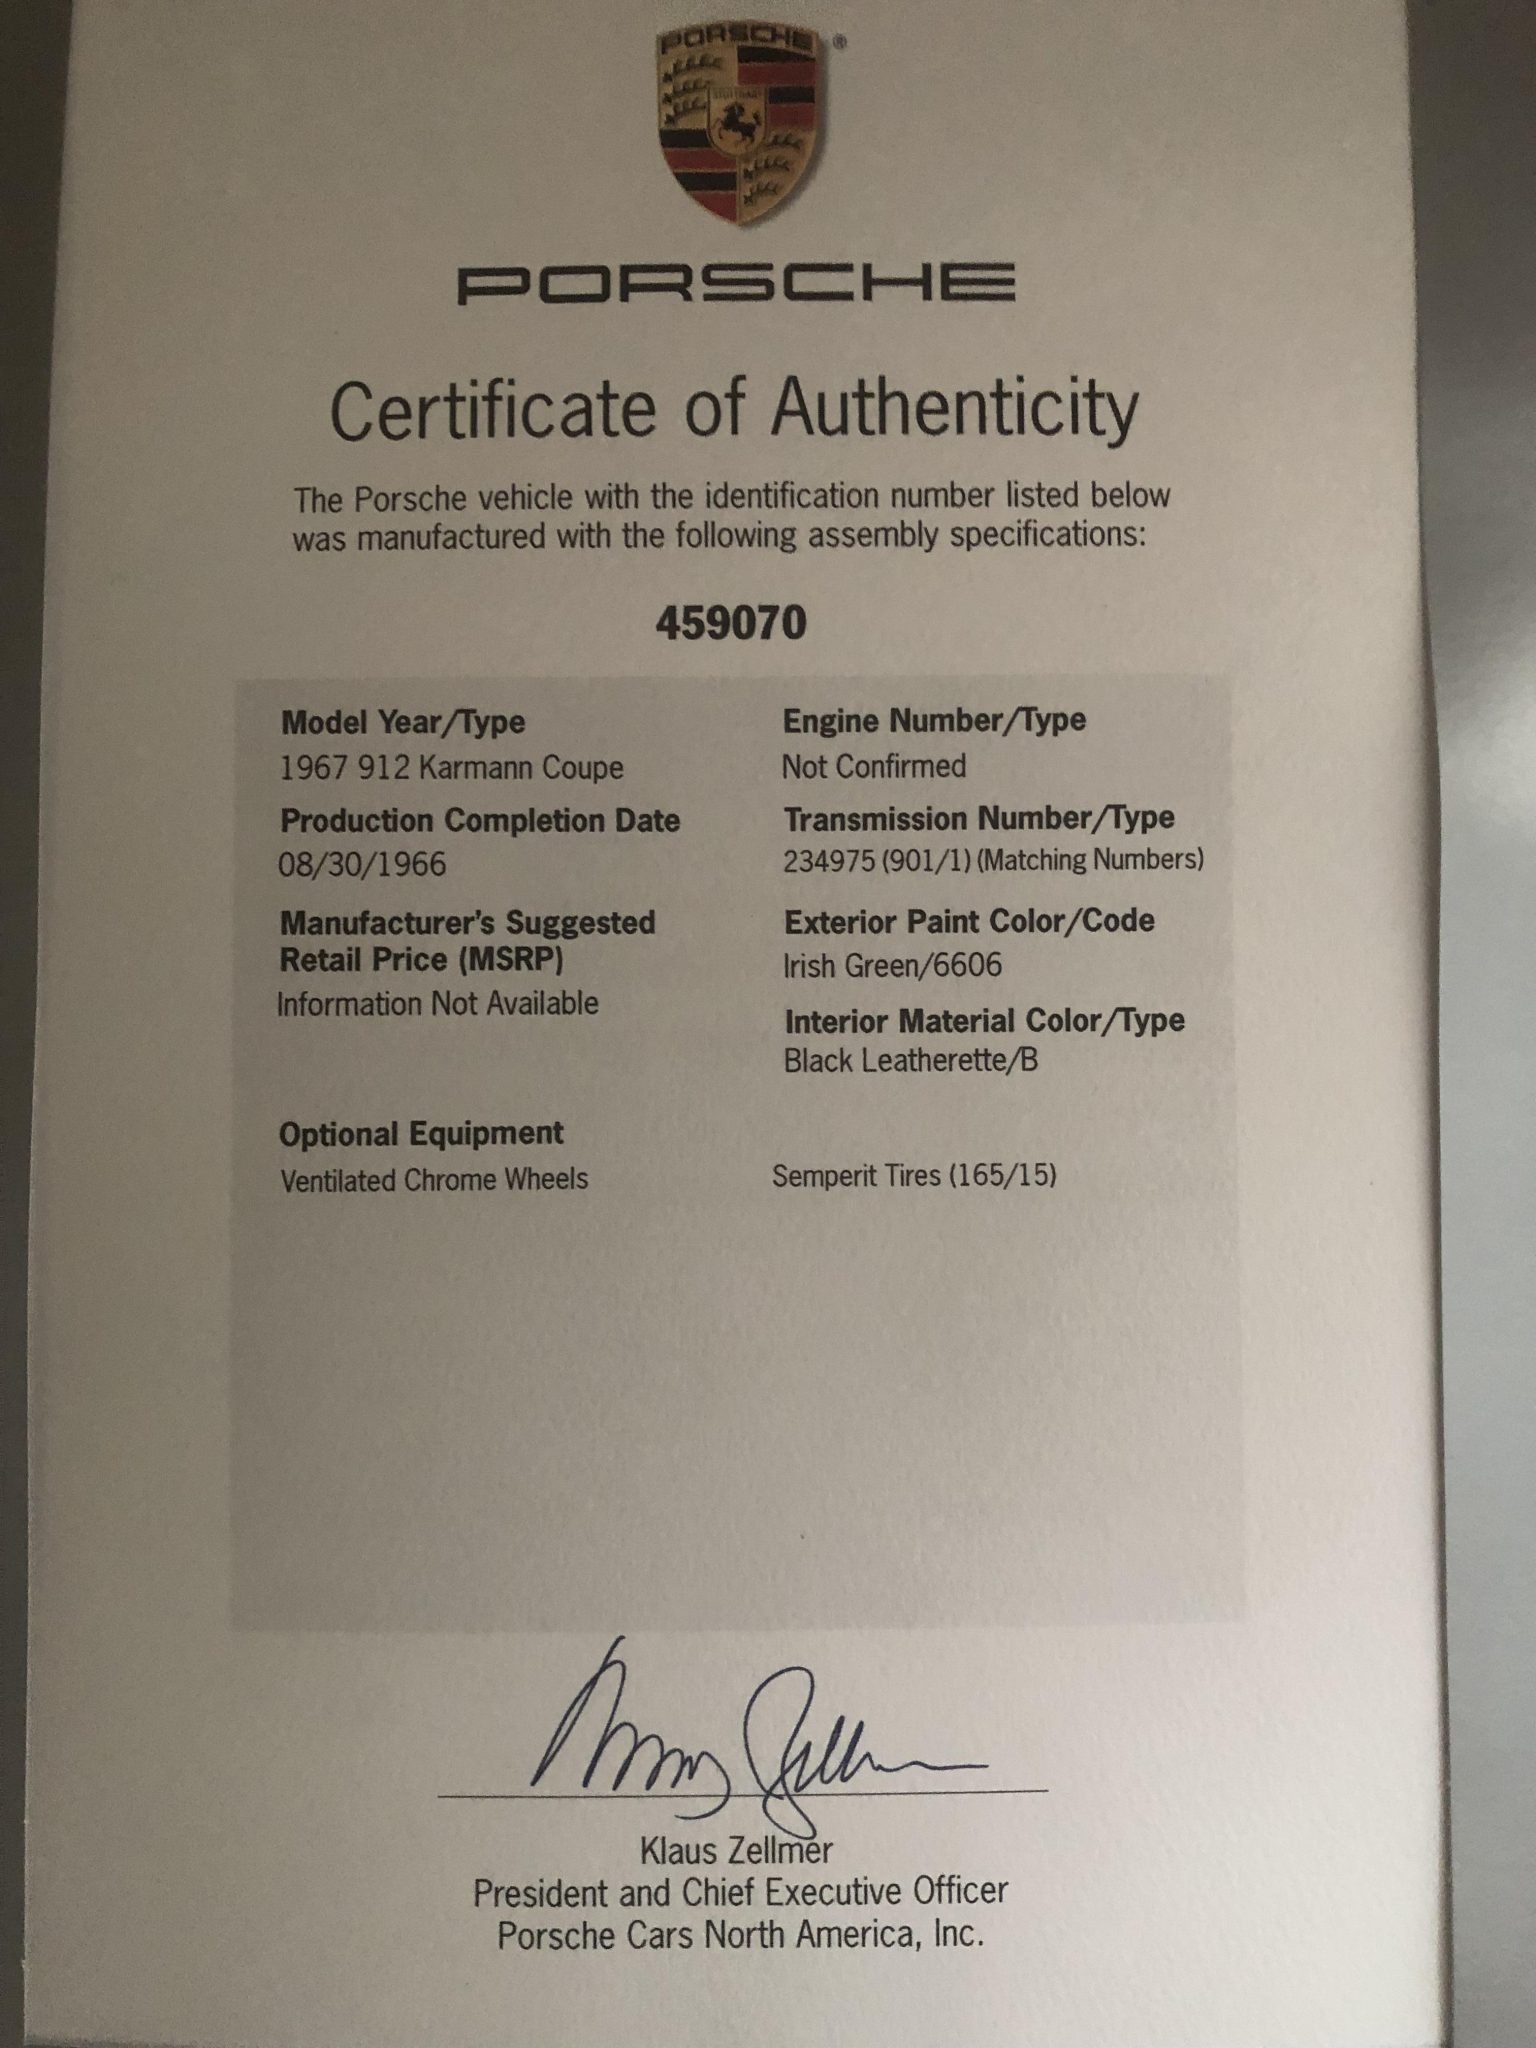 PORSCHE ®
STUTTGART
PORSCHE
Certificate of Authenticity
The Porsche vehicle with the identification number listed below
was manufactured with the following assembly specifications:
459070
Model Year/Type
1967 912 Karmann Coupe
Production Completion Date
08/30/1966
Manufacturer's Suggested
Retail Price (MSRP)
Information Not Available
Engine Number/Type
Not Confirmed
Transmission Number/Type
234975 (901/1) (Matching Numbers)
Exterior Paint Color/Code
Irish Green/6606
Interior Material Color/Type
Black Leatherette/B
Optional Equipment
Ventilated Chrome Wheels
Semperit Tires (165/15)
Klaus Zellmer
President and Chief Executive Officer
Porsche Cars North America, Inc.